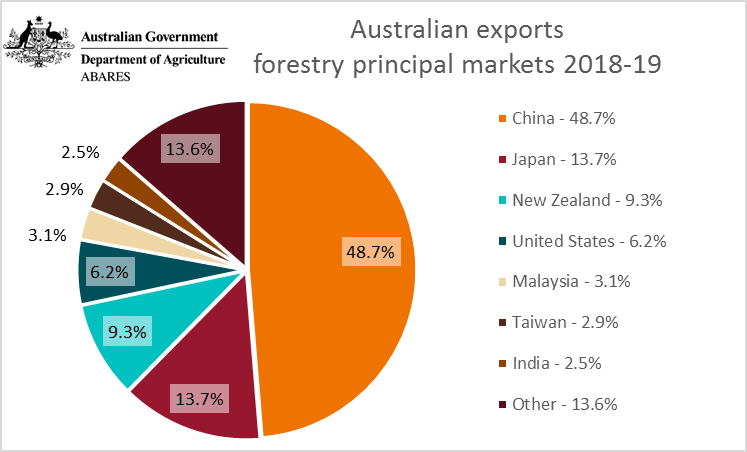 Australian Government
Department of Agriculture
ABARES
Australian exports
forestry principal markets 2018-19
13.6%
2.5%
2.9%
3.1%
6.2%
9.3%
13.7%
48.7%
China - 48.7%
Japan - 13.7%
New Zealand - 9.3%
United States - 6.2%
Malaysia - 3.1%
Taiwan - 2.9%
India - 2.5%
Other - 13.6%